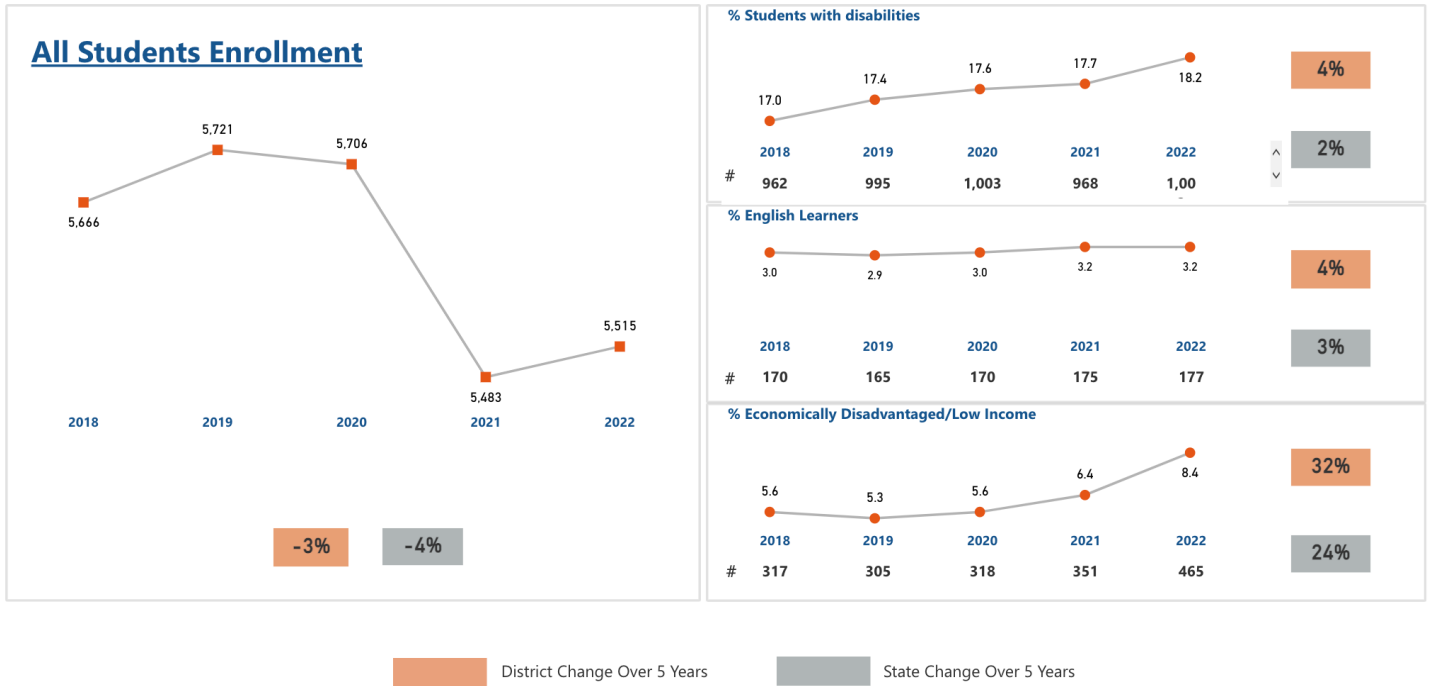 All Students Enrollment
5,666
5,721
5,706
5,483
5,515
2018 2019 2020 2021 2022
-3% -4%
% Students with disabilities
17.0 17.4 17.6 17.7 18.2
4%
2018 2019 2020 2021 2022
2%
# 962 995 1,003 968 1,00
% English Learners
3.0 2.9 3.0 3.2 3.2
4%
2018 2019 2020 2021 2022
3%
# 170 165 170 175 177
% Economically Disadvantaged/Low Income
5.6 5.3 5.6 6.4 8.4
32%
2018 2019 2020 2021 2022
24%
# 317 305 318 351 465
District Change Over 5 Years State Change Over 5 Years